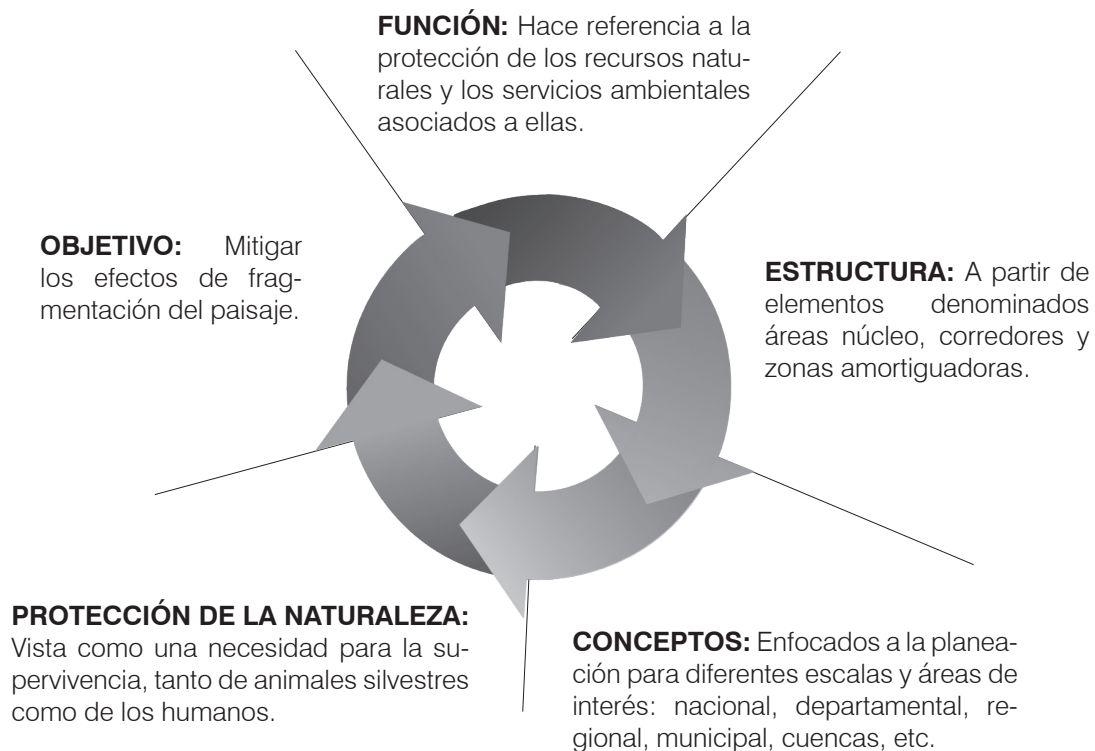 FUNCIÓN: Hace referencia a la
protección de los recursos natu-
rales y los servicios ambientales
asociados a ellas.
OBJETIVO: Mitigar
los efectos de frag-
mentación del paisaje.
ESTRUCTURA: A partir de
elementos denominados
áreas núcleo, corredores y
zonas amortiguadoras.
PROTECCIÓN DE LA NATURALEZA:
Vista como una necesidad para la su-
pervivencia, tanto de animales silvestres
como de los humanos.
CONCEPTOS: Enfocados a la planea-
ción para diferentes escalas y áreas de
interés: nacional, departamental, re-
gional, municipal, cuencas, etc.